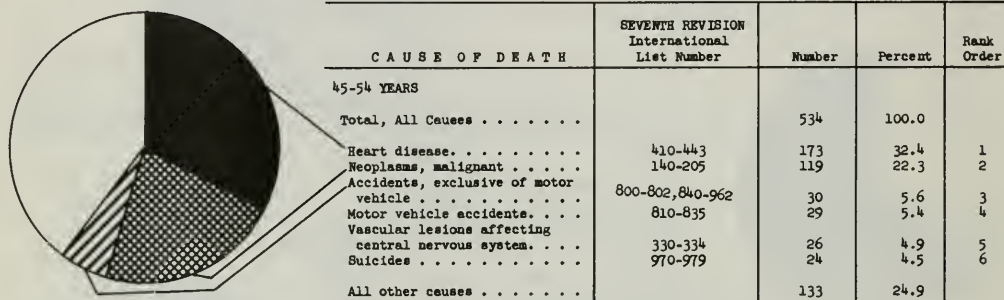 CAUSE OF DEATH SEVENTH REVISION International List Number Number Percent Rank Order
45-54 YEARS
Total, All Causes . . . . . . . 534 100.0
Heart disease. . . . . . . . . . 410-443 173 32.4 1
Neoplasms, malignant . . . . . 140-205 119 22.3 2
Accidents, exclusive of motor
vehicle . . . . . . . . . . . 800-802,840-962 30 5.6 3
Motor vehicle accidents. . . . 810-835 29 5.4 4
Vascular lesions affecting
central nervous system. . . . 330-334 26 4.9 5
Suicides . . . . . . . . . . . 970-979 24 4.5 6
All other causes . . . . . . . 133 24.9